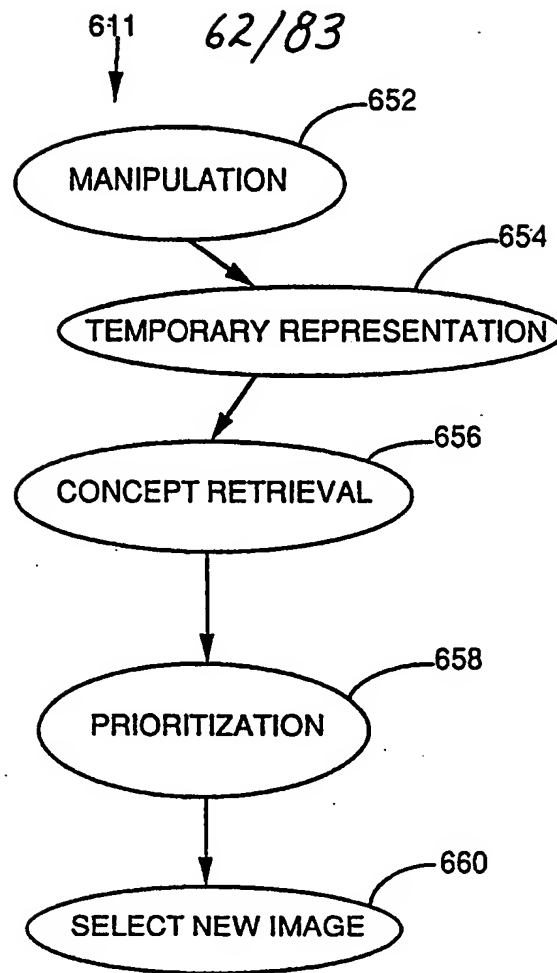 611 62/83
652
MANIPULATION
654
TEMPORARY REPRESENTATION
656
CONCEPT RETRIEVAL
658
PRIORITIZATION
660
SELECT NEW IMAGE